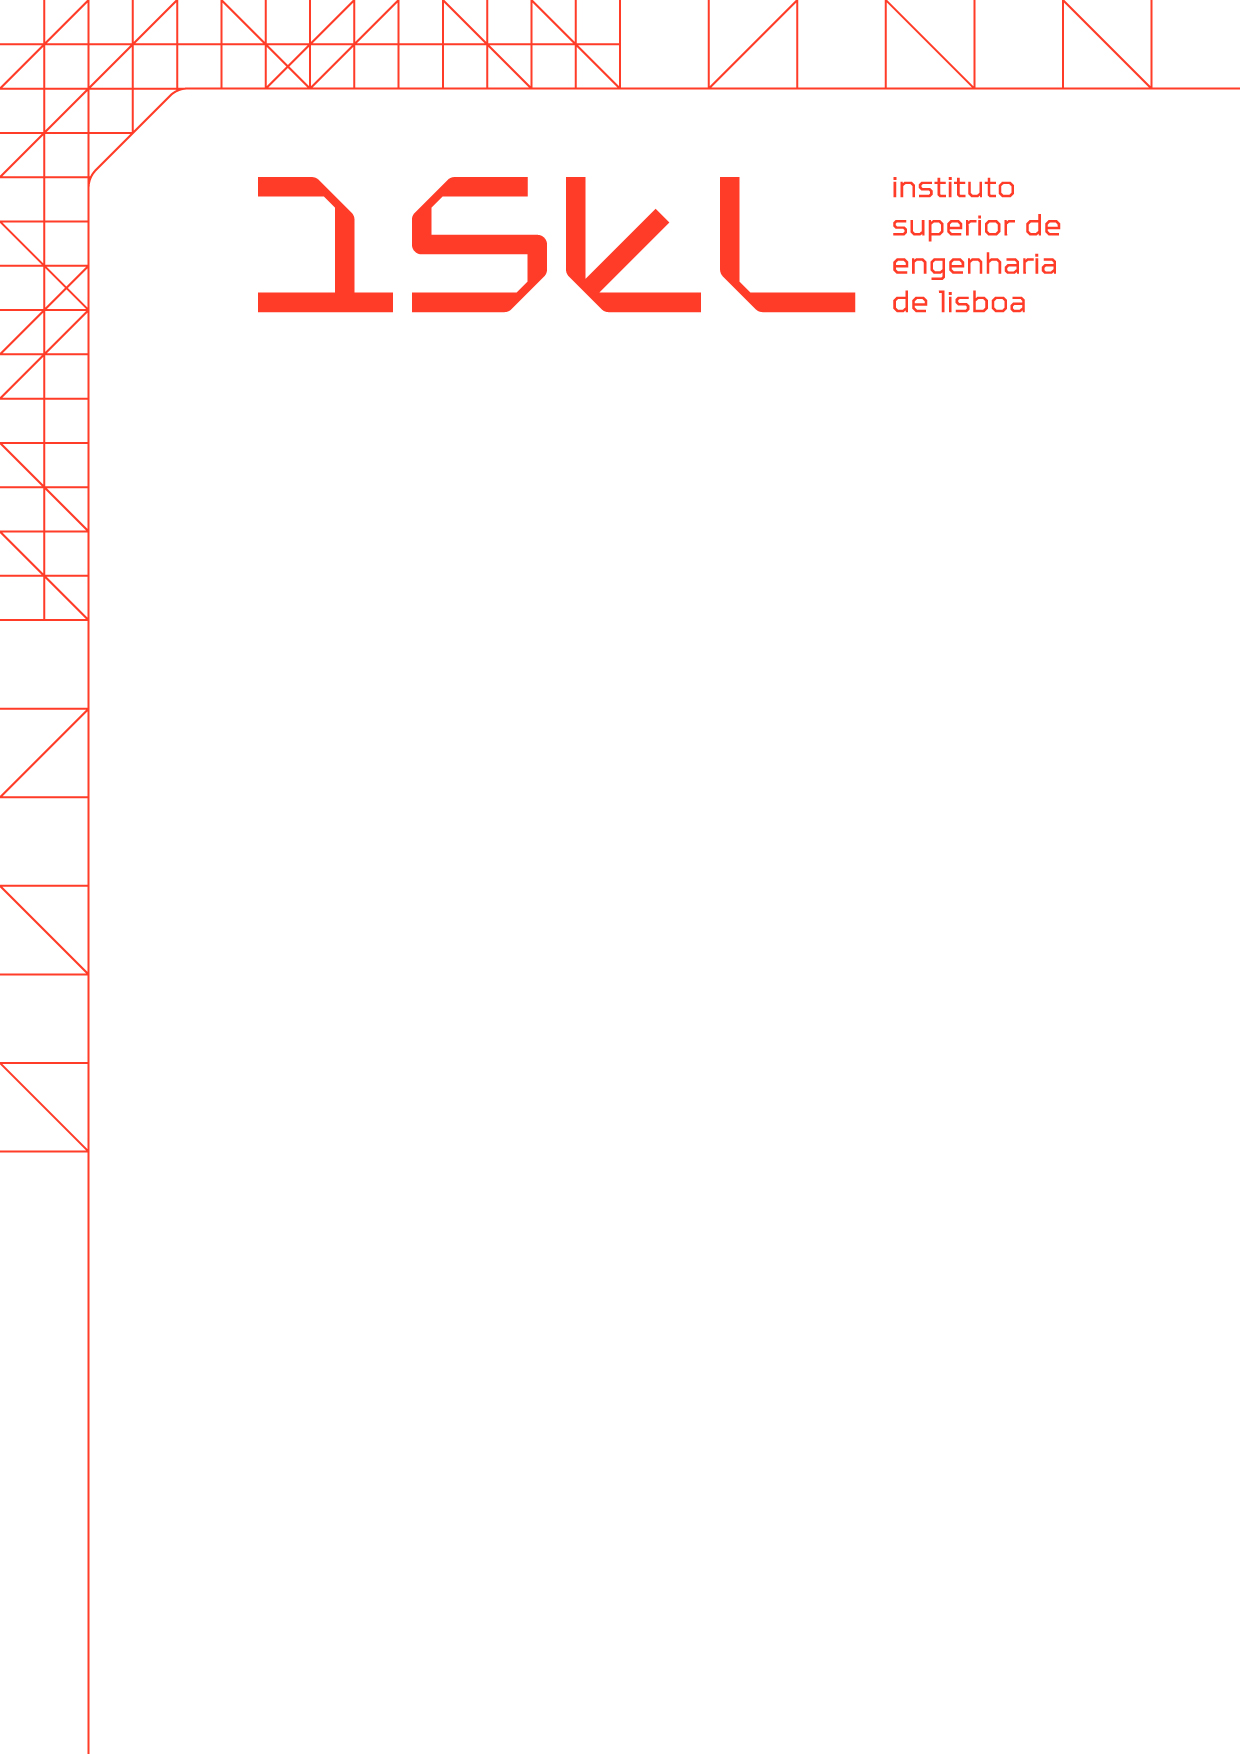 isel
instituto
superior de
engenharia
de lisboa